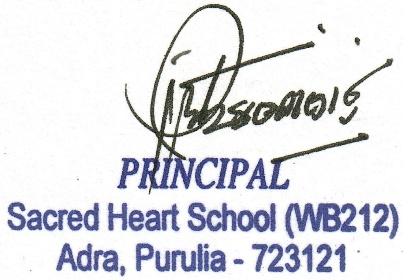 PRINCIPAL
Sacred Heart School (WB212)
Adra, Purulia - 723121